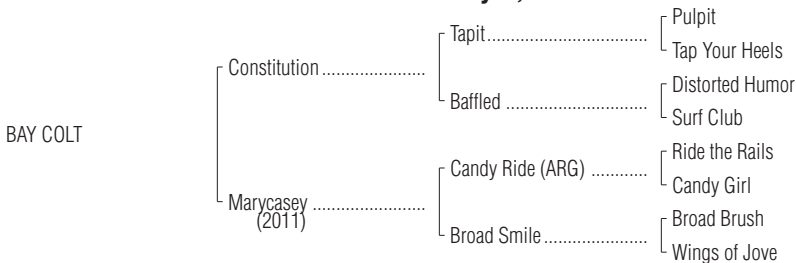 Pulpit
Tapit
Tap Your Heels
Constitution
Distorted Humor
Baffled
Surf Club
BAY COLT
Ride the Rails
Candy Ride (ARG)
Candy Girl
Marycasey
(2011)
Broad Brush
Broad Smile
Wings of Jove